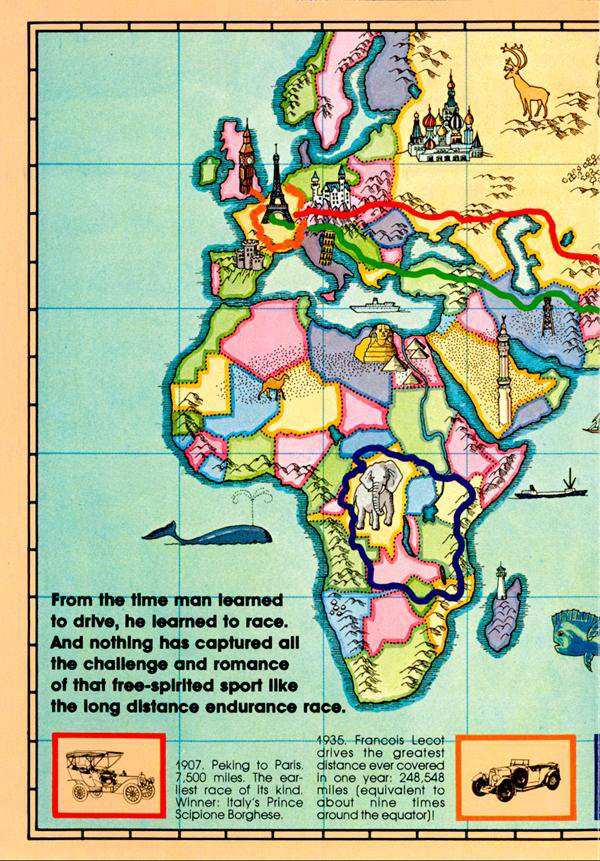 From the time man learned
to drive, he learned to race.
And nothing has captured all
the challenge and romance
of that free-spirited sport like
the long distance endurance race.
1907. Peking to Paris.
7,500 miles. The ear-
liest race of its kind.
Winner: Italy's Prince
Scipione Borghese.
1935. Francois Lecot
drives the greatest
distance ever covered
in one year: 248,548
miles (equivalent to
about nine times
around the equator)!